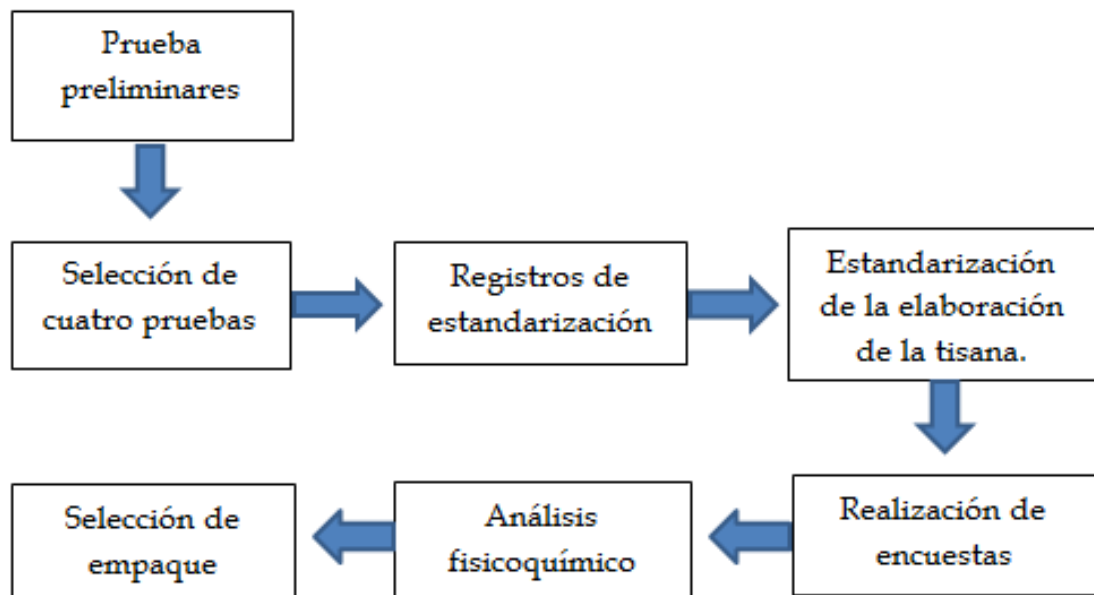 Prueba
preliminares
Selección de
cuatro pruebas
Registros de
estandarización
Estandarización
de la elaboración
de la tisana.
Realización de
encuestas
Análisis
fisicoquímico
Selección de
empaque